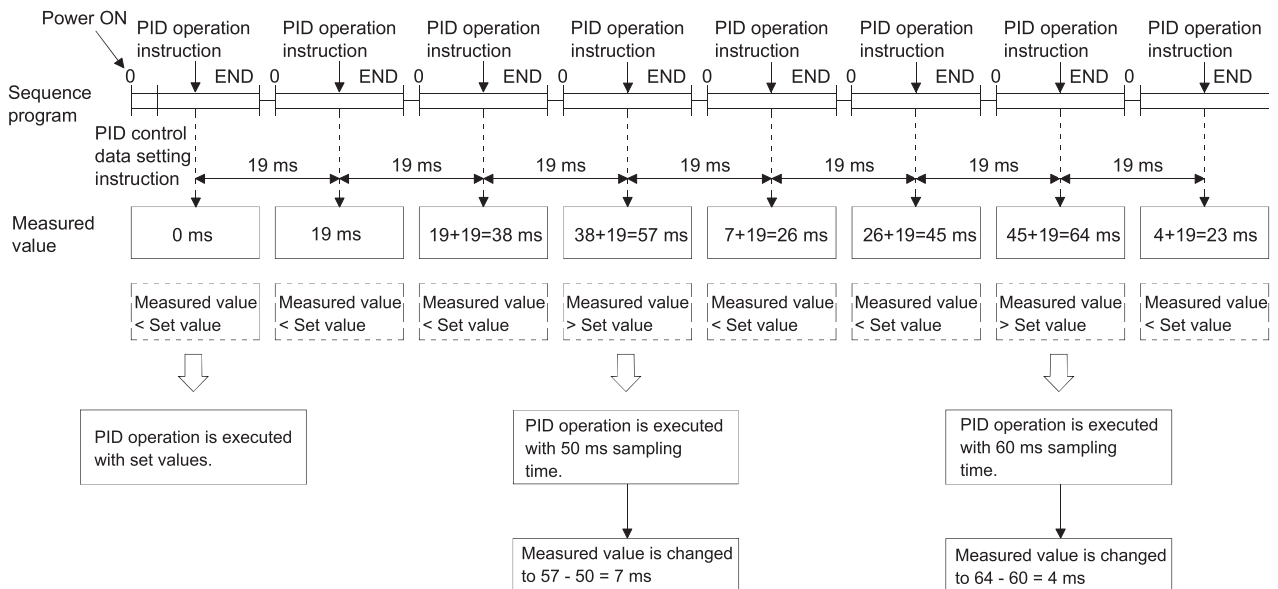 Power ON
PID operation instruction
PID operation instruction
PID operation instruction
PID operation instruction
PID operation instruction
PID operation instruction
PID operation instruction
PID operation instruction
0 END 0 END 0 END 0 END 0 END 0 END 0 END 0 END
Sequence
program
PID control
data setting
instruction
19 ms 19 ms 19 ms 19 ms 19 ms 19 ms 19 ms
Measured
value
0 ms
19 ms
19+19=38 ms
38+19=57 ms
7+19=26 ms
26+19=45 ms
45+19=64 ms
4+19=23 ms
Measured value
< Set value
Measured value
< Set value
Measured value
< Set value
Measured value
> Set value
Measured value
< Set value
Measured value
< Set value
Measured value
> Set value
Measured value
< Set value
PID operation is executed
with set values.
PID operation is executed
with 50 ms sampling
time.
PID operation is executed
with 60 ms sampling
time.
Measured value is changed
to 57 - 50 = 7 ms
Measured value is changed
to 64 - 60 = 4 ms